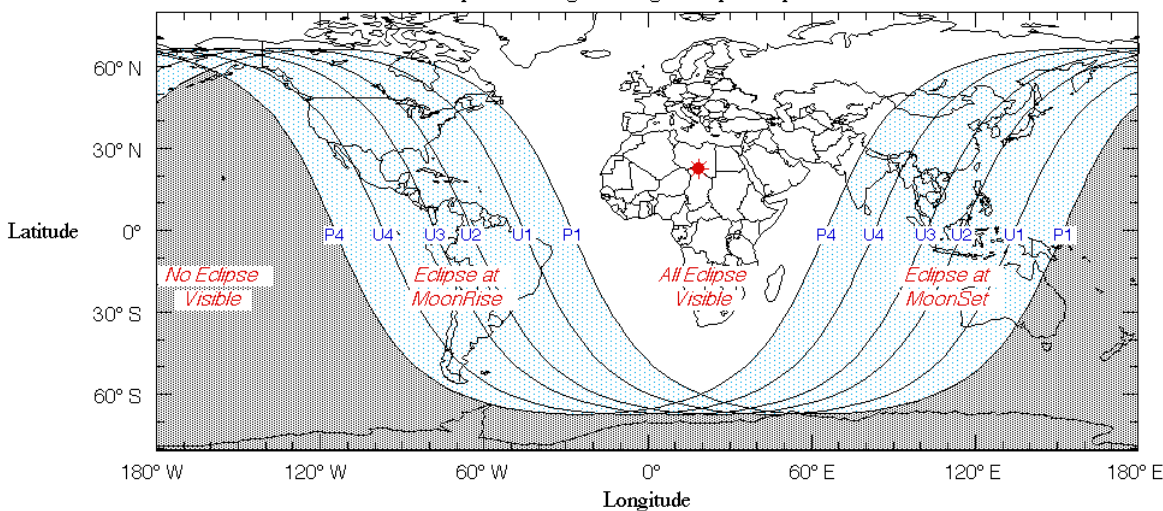 60° N
30° N
Latitude
0°
P4 U4 U3 U2 U1 P1 P4 U4 U3 U2 U1 P1
No Eclipse Visible
Eclipse at MoonRise
All Eclipse Visible
Eclipse at MoonSet
30° S
60° S
180° W 120° W 60° W 0° 60° E 120° E 180° E
Longitude